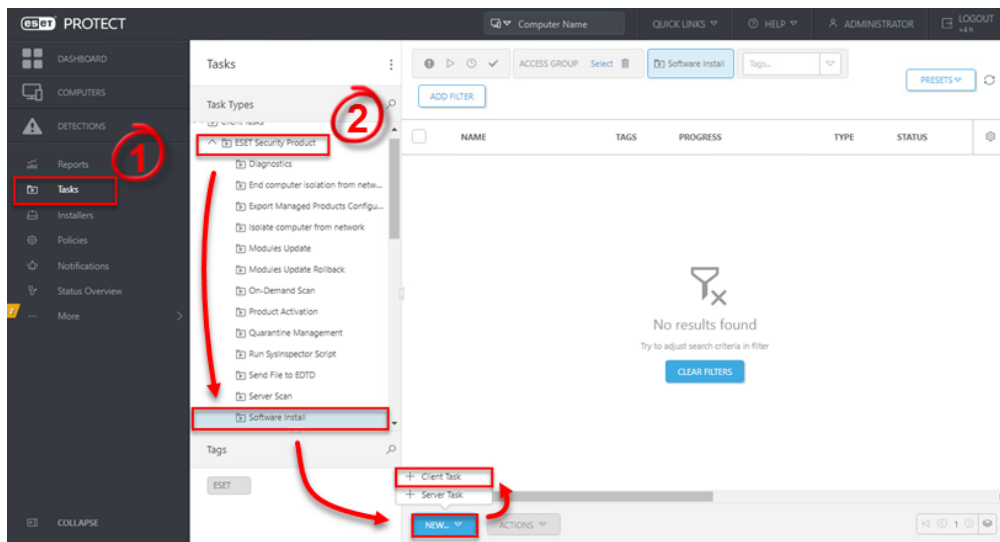 eset PROTECT
Computer Name
QUICK LINKS
HELP
ADMINISTRATOR
LOGOUT
>4 h
DASHBOARD
COMPUTERS
DETECTIONS
Reports
Tasks
Installers
Policies
Notifications
Status Overview
More
COLLAPSE
1
Tasks
Task Types
2
Client Tasks
ESET Security Product
Diagnostics
End computer isolation from netw...
Export Managed Products Configu...
Isolate computer from network
Modules Update
Modules Update Rollback
On-Demand Scan
Product Activation
Quarantine Management
Run SysInspector Script
Send File to EDTD
Server Scan
Software Install
Tags
ESET
ACCESS GROUP Select
Software Install
Tags...
PRESETS
ADD FILTER
NAME TAGS PROGRESS TYPE STATUS
No results found
Try to adjust search criteria in filter
CLEAR FILTERS
+ Client Task
+ Server Task
NEW...
ACTIONS
1